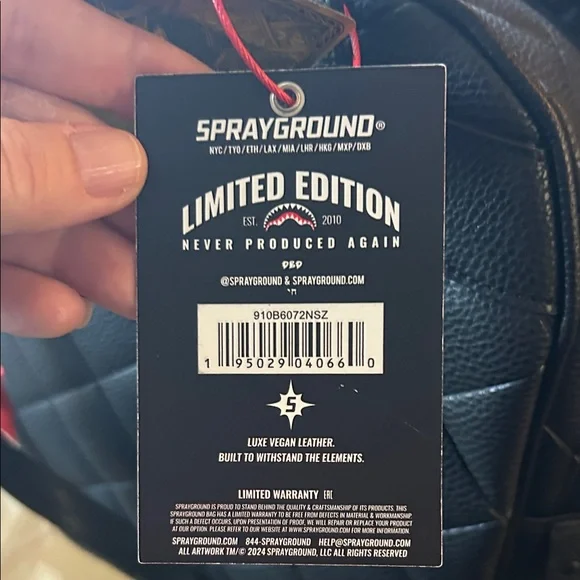 SPRAYGROUND®
NYC/TYO/ETH/LAX/MIA/LHR/HKG/MXP/DXB
LIMITED EDITION
EST. 2010
NEVER PRODUCED AGAIN
DBD
@SPRAYGROUND & SPRAYGROUND.COM
חי
910B6072NSZ
1 95029 04066 0
S
LUXE VEGAN LEATHER.
BUILT TO WITHSTAND THE ELEMENTS.
LIMITED WARRANTY
SPRAYGROUND IS PROUD TO STAND BEHIND THE QUALITY & CRAFTSMANSHIP OF ITS PRODUCTS. THIS
SPRAYGROUND BAG HAS A LIMITED WARRANTY TO BE FREE FROM DEFECTS IN MATERIAL & WORKMANSHIP.
IF SUCH A DEFECT OCCURS, UPON PRESENTATION OF PROOF, WE WILL REPAIR OR REPLACE YOUR PRODUCT
AT OUR OPTION. PLEASE REFER TO OUR WEBSITE AT WWW.SPRAYGROUND.COM FOR MORE INFORMATION.
SPRAYGROUND.COM 844-SPRAYGROUND HELP@SPRAYGROUND.COM
ALL ARTWORK TM/© 2024 SPRAYGROUND, LLC ALL RIGHTS RESERVED